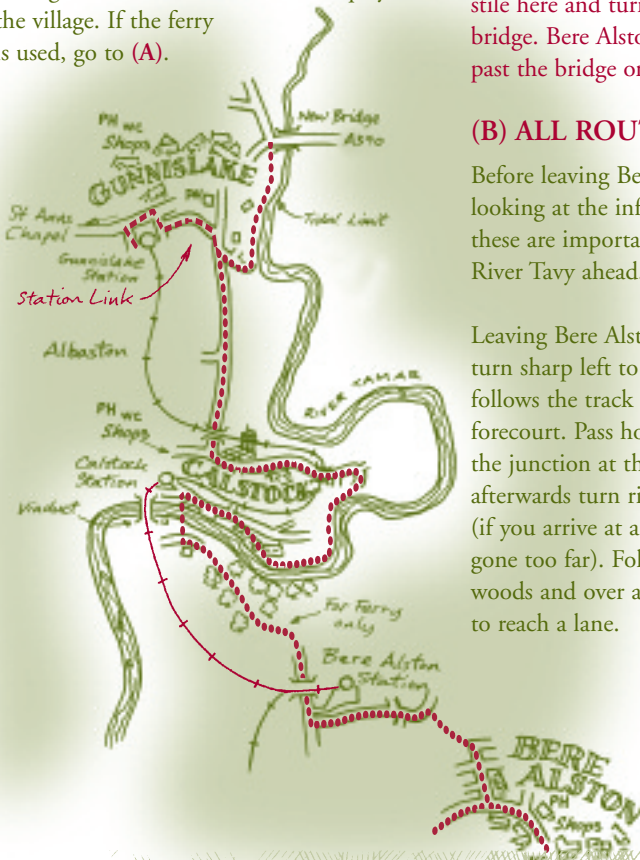 the village. If the ferry
s used, go to (A).
stile here and turn
bridge. Bere Alsto
past the bridge on
(B) ALL ROUT
Before leaving Be
looking at the inf
these are importa
River Tavy ahead.
Leaving Bere Alst
turn sharp left to
follows the track
forecourt. Pass ho
the junction at th
afterwards turn ri
(if you arrive at a
gone too far). Fol
woods and over a
to reach a lane.
New Bridge
A390
PH WC
Shops
GUNNISLAKE
St Anns
Chapel
Tidal Limit
Gunnislake
Station
Station Link
Albaston
RIVER TAMAR
PH WC
Shops
CALSTOCK
Calstock
Station
Viaduct
For Ferry
only
Bere Alston
Station
BERE
ALSTON
PH
Shops